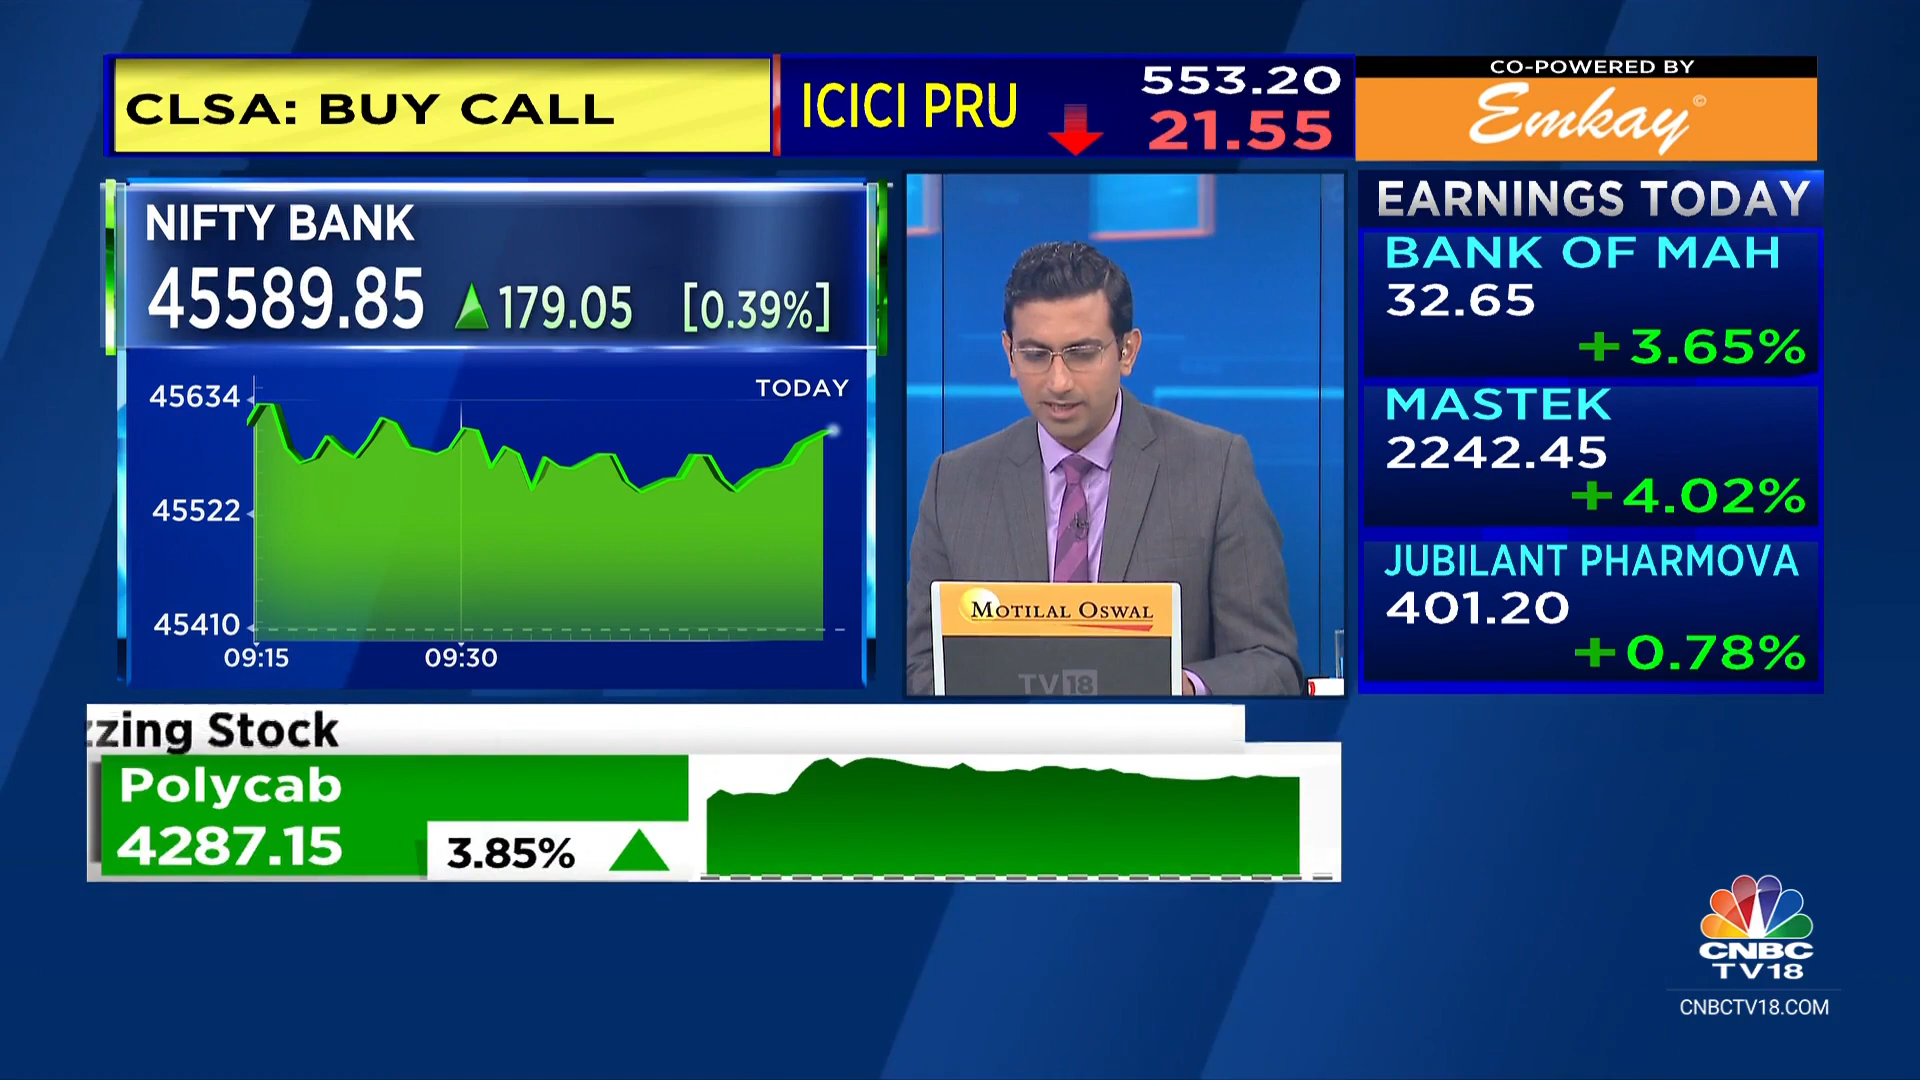 CLSA: BUY CALL
ICICI PRU
553.20
21.55
CO-POWERED BY
Emkay©
NIFTY BANK
45589.85 179.05 [0.39%]
TODAY
45634
45522
45410
09:15 09:30
MOTILAL OSWAL
TV18
EARNINGS TODAY
BANK OF MAH
32.65
+3.65%
MASTEK
2242.45
+4.02%
JUBILANT PHARMOVA
401.20
+0.78%
zzing Stock
Polycab
4287.15
3.85%
CNBC
TV18
CNBCTV18.COM